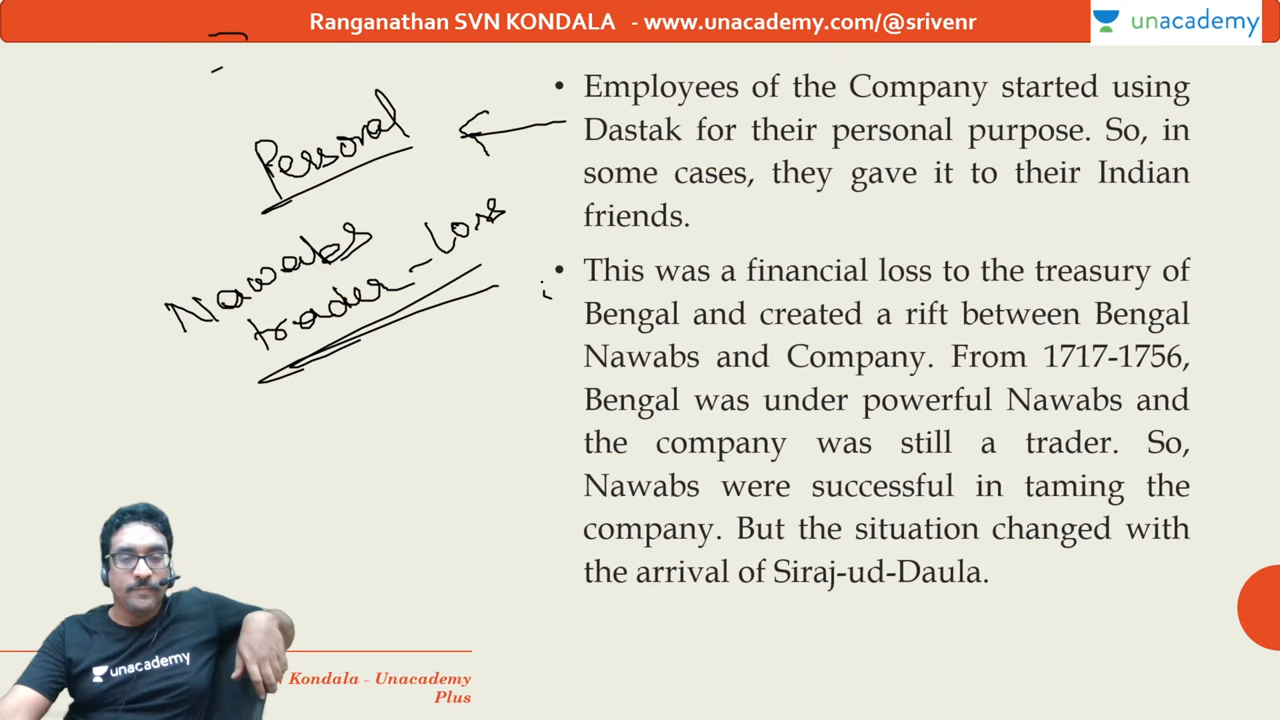 Ranganathan SVN KONDALA - www.unacademy.com/@srivenr
unacademy
• Employees of the Company started using
Dastak for their personal purpose. So, in
some cases, they gave it to their Indian
friends.
• This was a financial loss to the treasury of
Bengal and created a rift between Bengal
Nawabs and Company. From 1717-1756,
Bengal was under powerful Nawabs and
the company was still a trader. So,
Nawabs were successful in taming the
company. But the situation changed with
the arrival of Siraj-ud-Daula.
Personal
Nawabs
trader - Loss
unacademy
Kondala - Unacademy
Plus